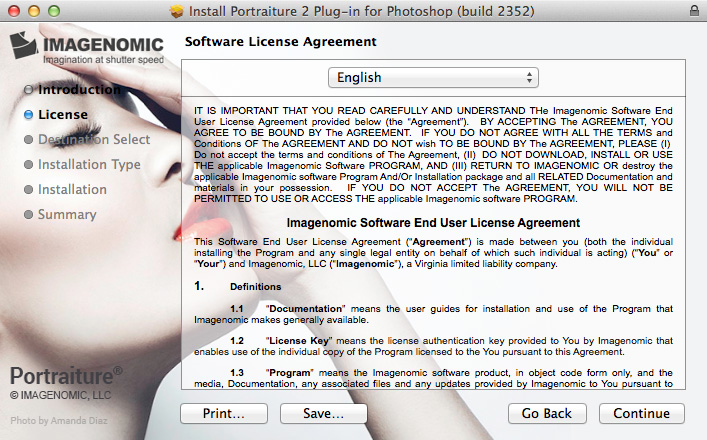 Install Portraiture 2 Plug-in for Photoshop (build 2352)
IMAGENOMIC
Imagination at shutter speed
Introduction
License
Destination Select
Installation Type
Installation
Summary
Portraiture®
© IMAGENOMIC, LLC
Photo by Amanda Diaz
Software License Agreement
English
IT IS IMPORTANT THAT YOU READ CAREFULLY AND UNDERSTAND THe Imagenomic Software End
User License Agreement provided below (the “Agreement”). BY ACCEPTING The AGREEMENT, YOU
AGREE TO BE BOUND BY The AGREEMENT. IF YOU DO NOT AGREE WITH ALL THE TERMS and
Conditions OF The AGREEMENT AND DO NOT wish TO BE BOUND BY The AGREEMENT, PLEASE (I)
Do not accept the terms and conditions of The Agreement, (II) DO NOT DOWNLOAD, INSTALL OR USE
THE applicable Imagenomic Software PROGRAM, AND (III) RETURN TO IMAGENOMIC OR destroy the
applicable Imagenomic software Program And/Or Installation package and all RELATED Documentation and
materials in your possession. IF YOU DO NOT ACCEPT The AGREEMENT, YOU WILL NOT BE
PERMITTED TO USE OR ACCESS THE applicable Imagenomic software PROGRAM.
Imagenomic Software End User License Agreement
This Software End User License Agreement (“Agreement”) is made between you (both the individual
installing the Program and any single legal entity on behalf of which such individual is acting) (“You” or
“Your”) and Imagenomic, LLC (“Imagenomic”), a Virginia limited liability company.
1. Definitions
1.1 “Documentation” means the user guides for installation and use of the Program that
Imagenomic makes generally available.
1.2 “License Key” means the license authentication key provided to You by Imagenomic that
enables use of the individual copy of the Program licensed to the You pursuant to this Agreement.
1.3 “Program” means the Imagenomic software product, in object code form only, and the
media, Documentation, any associated files and any updates provided by Imagenomic to You pursuant to
Print...
Save...
Go Back
Continue